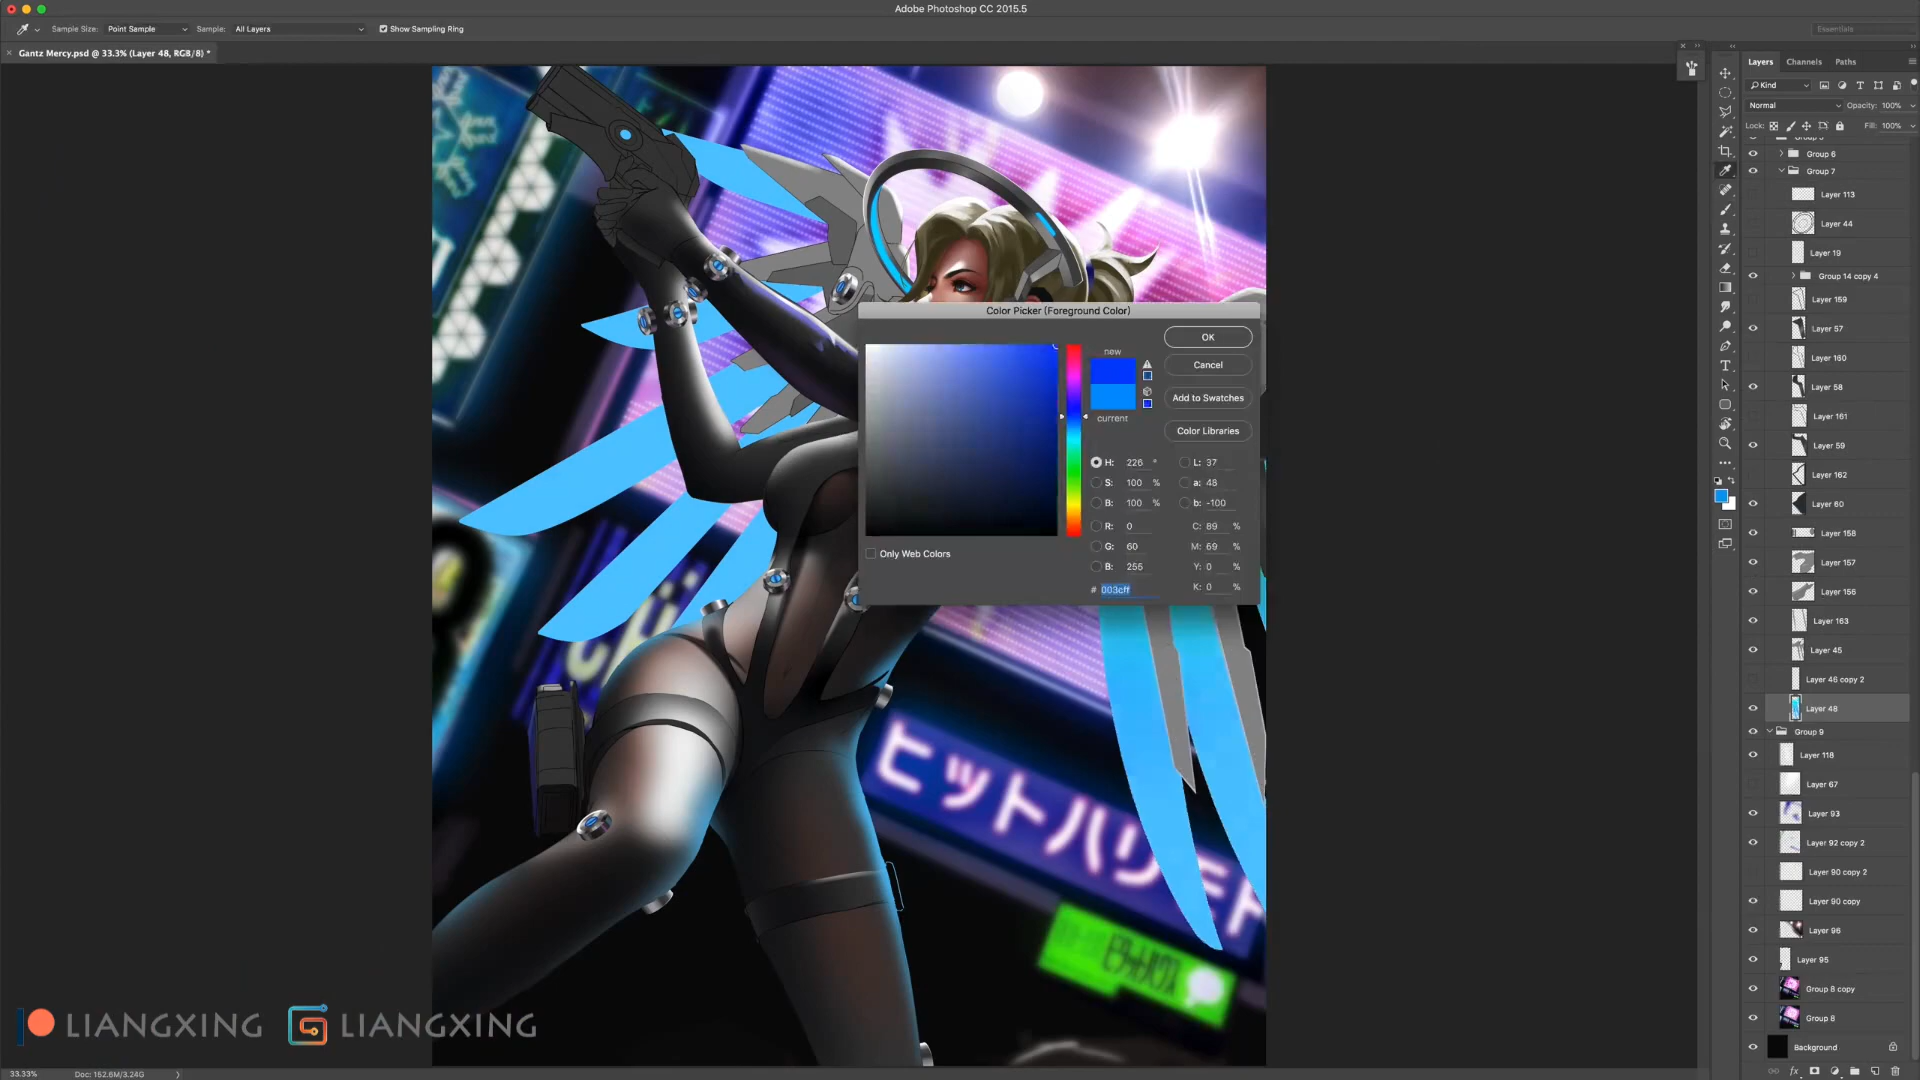 Adobe Photoshop CC 2015.5
Sample Size: Point Sample Sample: All Layers Show Sampling Ring
Essentials
Gantz Mercy.psd @ 33.3% (Layer 48, RGB/8) *
Layers Channels Paths
Kind
Normal Opacity: 100%
Lock: Fill: 100%
Group 6
Group 7
Layer 113
Layer 44
Layer 19
Group 14 copy 4
Layer 159
Layer 57
Layer 160
Layer 58
Layer 161
Layer 59
Layer 162
Layer 60
Layer 158
Layer 157
Layer 156
Layer 163
Layer 45
Layer 46 copy 2
Layer 48
Group 9
Layer 118
Layer 67
Layer 93
Layer 92 copy 2
Layer 90 copy 2
Layer 90 copy
Layer 96
Layer 95
Group 8 copy
Group 8
Background
Color Picker (Foreground Color)
new
current
OK
Cancel
Add to Swatches
Color Libraries
H: 226 ° L: 37
S: 100 % a: 48
B: 100 % b: -100
R: 0 C: 89 %
G: 60 M: 69 %
B: 255 Y: 0 %
# 003cff K: 0 %
Only Web Colors
ヒットハリ
LIANGXING LIANGXING
33.33% Doc: 152.6M/3.24G